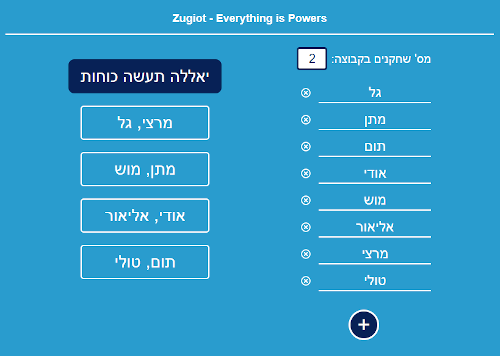 Zugiot - Everything is Powers
מס' שחקנים בקבוצה: 2
גל
מתן
תום
אודי
מוש
אליאור
מרצי
טולי
+
יאללה תעשה כוחות
מרצי, גל
מתן, מוש
אודי, אליאור
תום, טולי